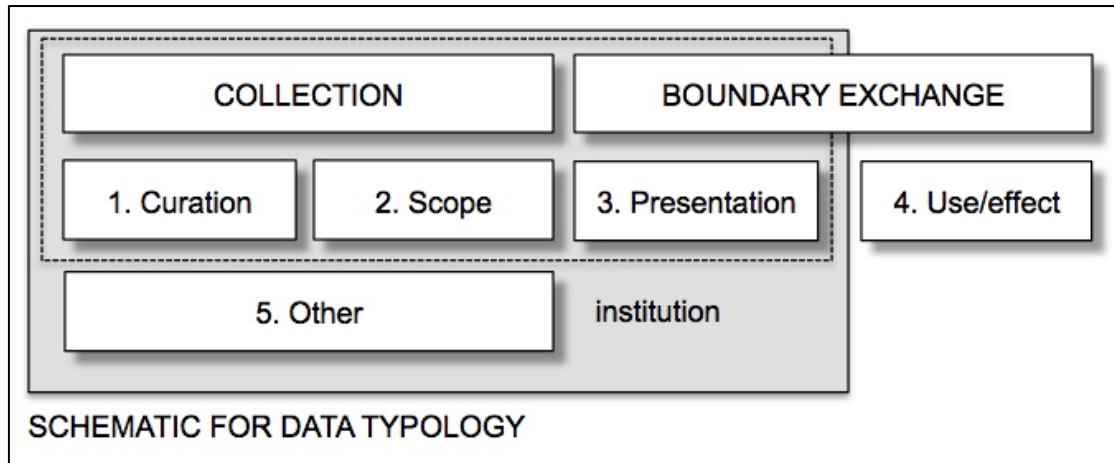 COLLECTION
BOUNDARY EXCHANGE
1. Curation
2. Scope
3. Presentation
4. Use/effect
5. Other
institution
SCHEMATIC FOR DATA TYPOLOGY